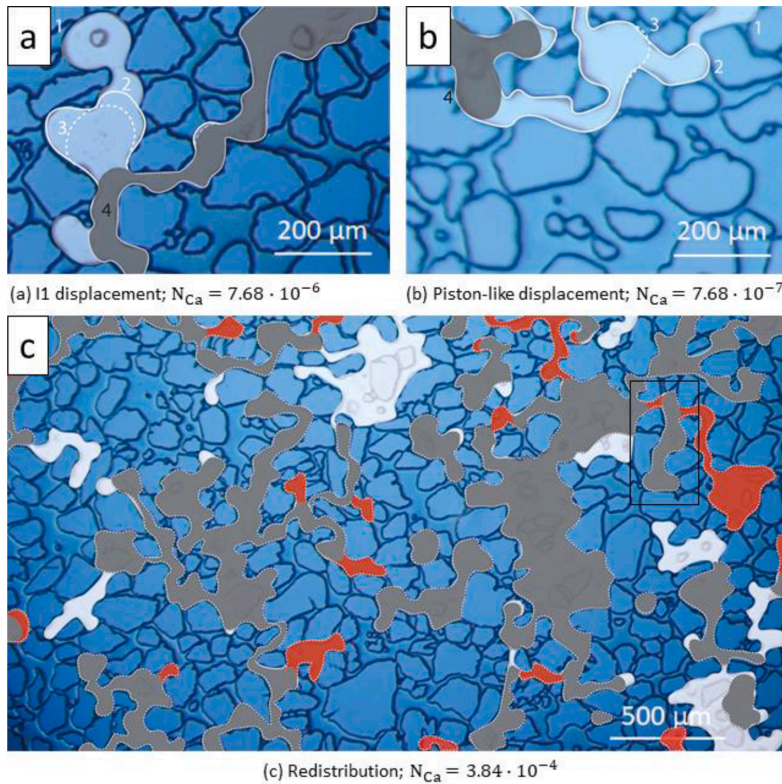 a
1
2
3
4
200 µm
b
3
1
2
4
200 µm
(a) I1 displacement; N_Ca = 7.68 · 10⁻⁶
(b) Piston-like displacement; N_Ca = 7.68 · 10⁻⁷
c
500 µm
(c) Redistribution; N_Ca = 3.84 · 10⁻⁴